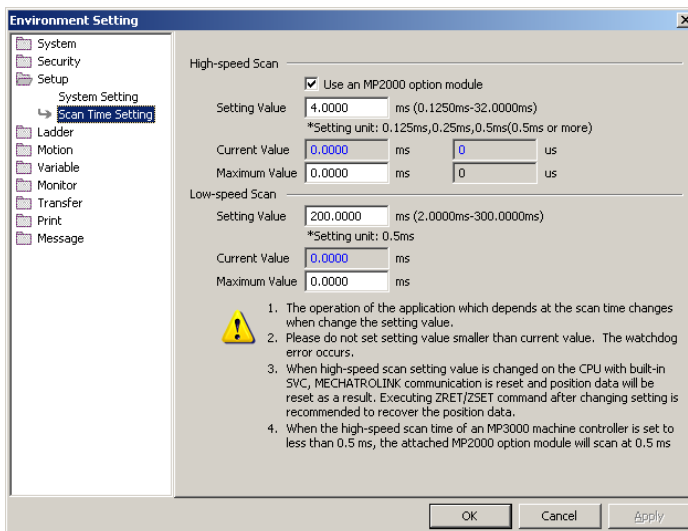 Environment Setting
System
Security
Setup
System Setting
Scan Time Setting
Ladder
Motion
Variable
Monitor
Transfer
Print
Message
High-speed Scan
Use an MP2000 option module
Setting Value 4.0000 ms (0.1250ms-32.0000ms)
*Setting unit: 0.125ms,0.25ms,0.5ms(0.5ms or more)
Current Value 0.0000 ms 0 us
Maximum Value 0.0000 ms 0 us
Low-speed Scan
Setting Value 200.0000 ms (2.0000ms-300.0000ms)
*Setting unit: 0.5ms
Current Value 0.0000 ms
Maximum Value 0.0000 ms
1. The operation of the application which depends at the scan time changes
when change the setting value.
2. Please do not set setting value smaller than current value. The watchdog
error occurs.
3. When high-speed scan setting value is changed on the CPU with built-in
SVC, MECHATROLINK communication is reset and position data will be
reset as a result. Executing ZRET/ZSET command after changing setting is
recommended to recover the position data.
4. When the high-speed scan time of an MP3000 machine controller is set to
less than 0.5 ms, the attached MP2000 option module will scan at 0.5 ms
OK Cancel Apply